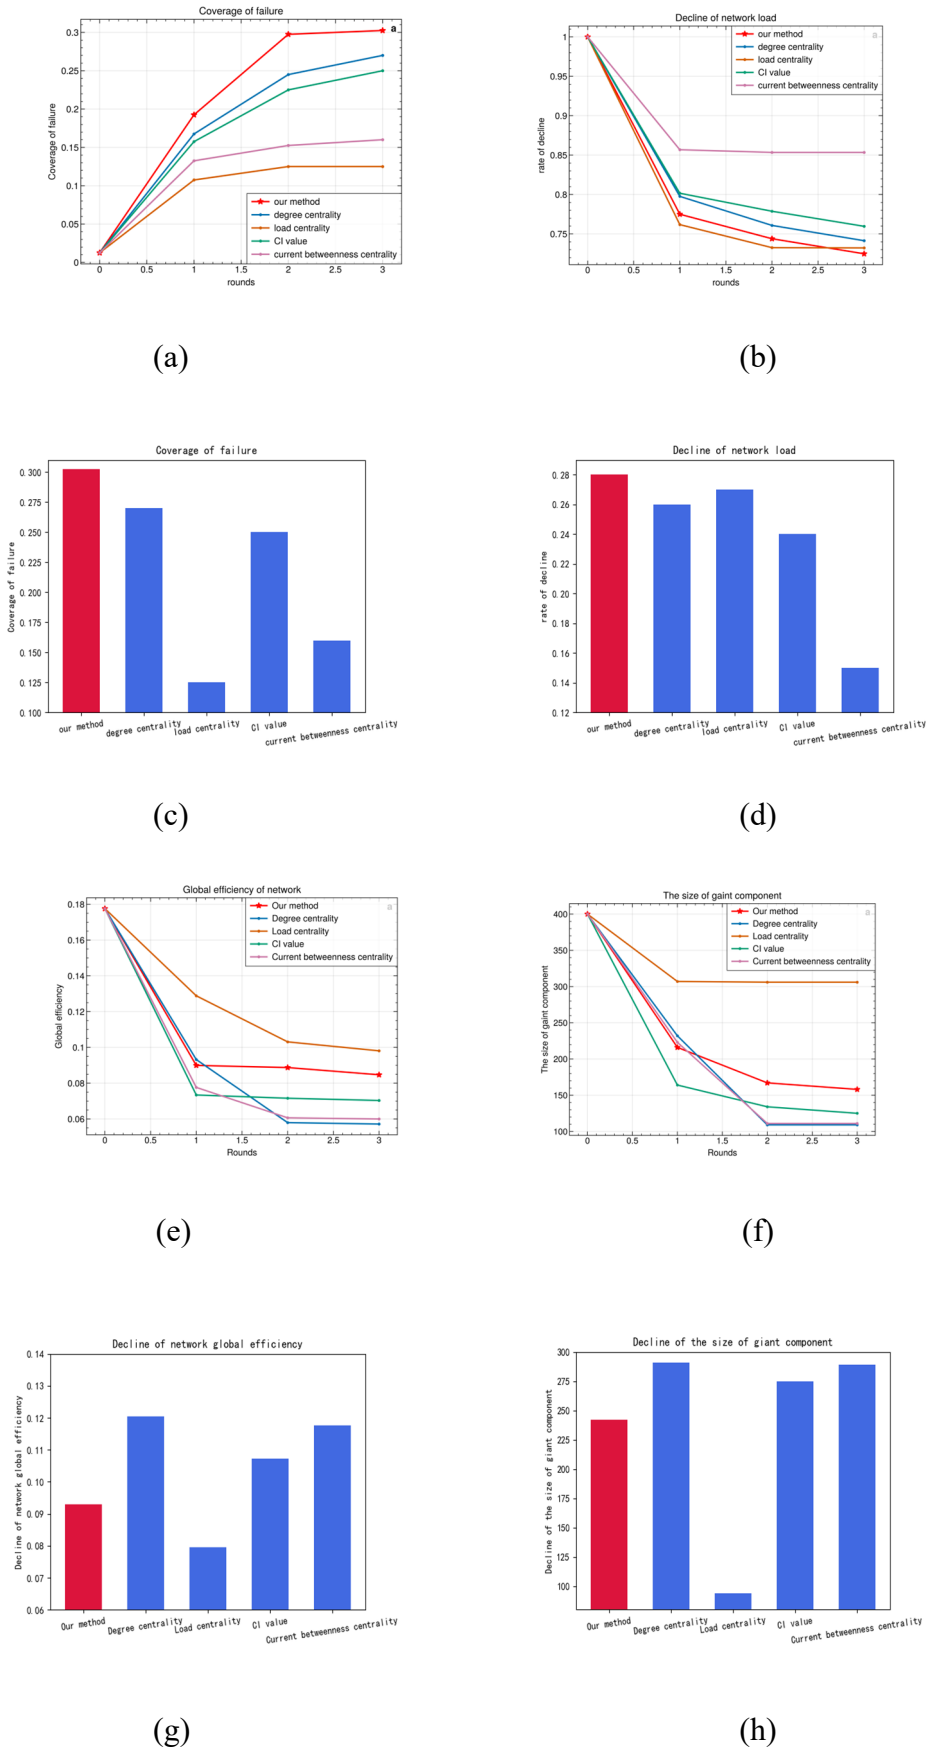 Coverage of failure
a
Coverage of failure
0.3
0.25
0.2
0.15
0.1
0.05
0
our method
degree centrality
load centrality
CI value
current betweenness centrality
0 0.5 1 1.5 2 2.5 3
rounds
(a)
Decline of network load
a
rate of decline
1
0.95
0.9
0.85
0.8
0.75
our method
degree centrality
load centrality
CI value
current betweenness centrality
0 0.5 1 1.5 2 2.5 3
rounds
(b)
Coverage of failure
Coverage of failure
0.300
0.275
0.250
0.225
0.200
0.175
0.150
0.125
0.100
our method degree centrality load centrality CI value current betweenness centrality
(c)
Decline of network load
rate of decline
0.28
0.26
0.24
0.22
0.20
0.18
0.16
0.14
0.12
our method degree centrality load centrality CI value current betweenness centrality
(d)
Global efficiency of network
a
Global efficiency
0.18
0.16
0.14
0.12
0.1
0.08
0.06
Our method
Degree centrality
Load centrality
CI value
Current betweenness centrality
0 0.5 1 1.5 2 2.5 3
Rounds
(e)
The size of gaint component
a
The size of gaint component
400
350
300
250
200
150
100
Our method
Degree centrality
Load centrality
CI value
Current betweenness centrality
0 0.5 1 1.5 2 2.5 3
Rounds
(f)
Decline of network global efficiency
Decline of network global efficiency
0.14
0.13
0.12
0.11
0.10
0.09
0.08
0.07
0.06
Our method Degree centrality Load centrality CI value Current betweenness centrality
(g)
Decline of the size of giant component
Decline of the size of giant component
300
275
250
225
200
175
150
125
100
Our method Degree centrality Load centrality CI value Current betweenness centrality
(h)